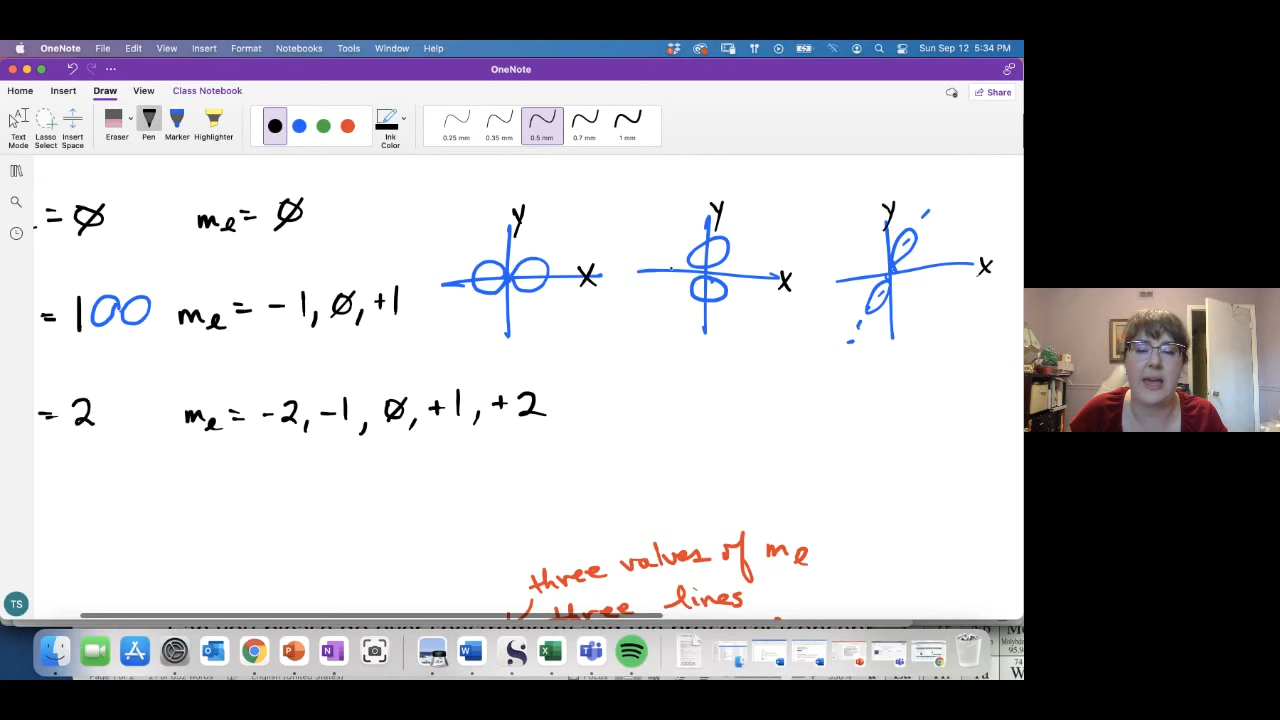 OneNote File Edit View Insert Format Notebooks Tools Window Help Sun Sep 12 5:34 PM
OneNote
Home Insert Draw View Class Notebook Share
Text Mode Lasso Select Insert Space Eraser Pen Marker Highlighter 0.25 mm 0.35 mm 0.5 mm 0.7 mm 1 mm Ink Color
= ∅ mℓ = ∅
y x y x y x
= 1 mℓ = -1, ∅, +1
= 2 mℓ = -2, -1, ∅, +1, +2
three values of mℓ
three lines
TS